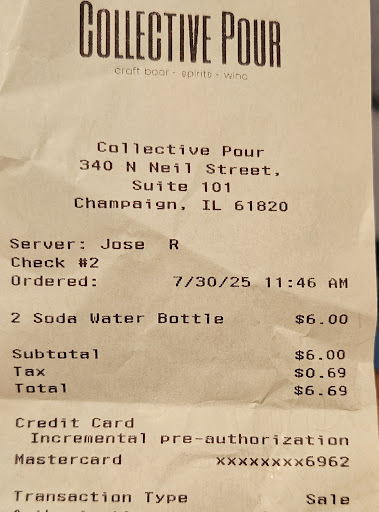 COLLECTIVE POUR
craft beer - spirits - wine
Collective Pour
340 N Neil Street,
Suite 101
Champaign, IL 61820
Server: Jose R
Check #2
Ordered: 7/30/25 11:46 AM
2 Soda Water Bottle $6.00
Subtotal $6.00
Tax $0.69
Total $6.69
Credit Card
Incremental pre-authorization
Mastercard xxxxxxxx6962
Transaction Type Sale